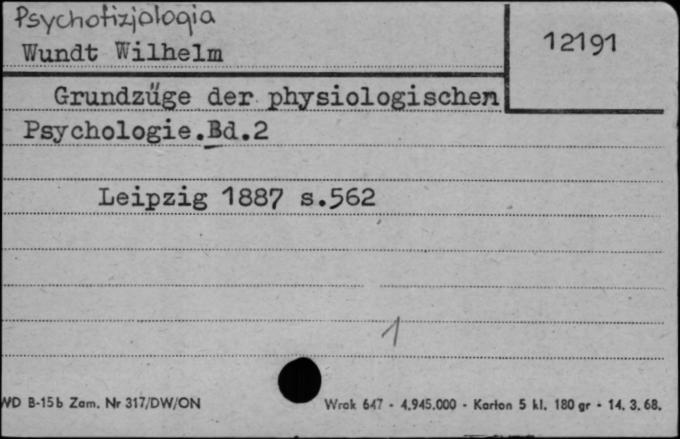 Psychofizjologia
Wundt Wilhelm
12191
Grundzüge der physiologischen
Psychologie.Bd.2
Leipzig 1887 s.562
1
WD B-15b Zam. Nr 317/DW/ON
Wrak 647 - 4.945.000 - Karton 5 kl. 180 gr - 14. 3. 68.